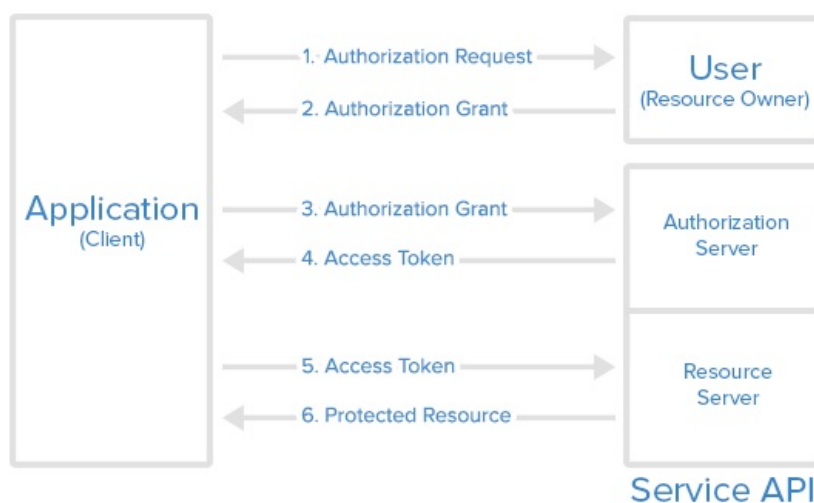 1. Authorization Request
User
(Resource Owner)
2. Authorization Grant
Application
(Client)
3. Authorization Grant
Authorization
Server
4. Access Token
5. Access Token
Resource
Server
6. Protected Resource
Service API